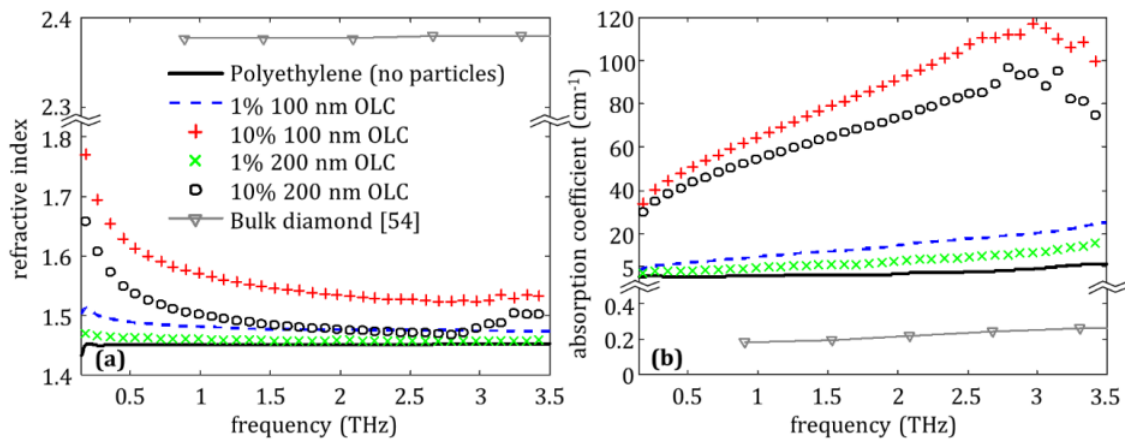 2.4
2.3
1.8
1.7
1.6
1.5
1.4
refractive index
Polyethylene (no particles)
1% 100 nm OLC
10% 100 nm OLC
1% 200 nm OLC
10% 200 nm OLC
Bulk diamond [54]
(a)
0.5 1 1.5 2 2.5 3 3.5
frequency (THz)
120
100
80
60
40
20
5
0.4
0.2
0
absorption coefficient (cm⁻¹)
(b)
0.5 1 1.5 2 2.5 3 3.5
frequency (THz)